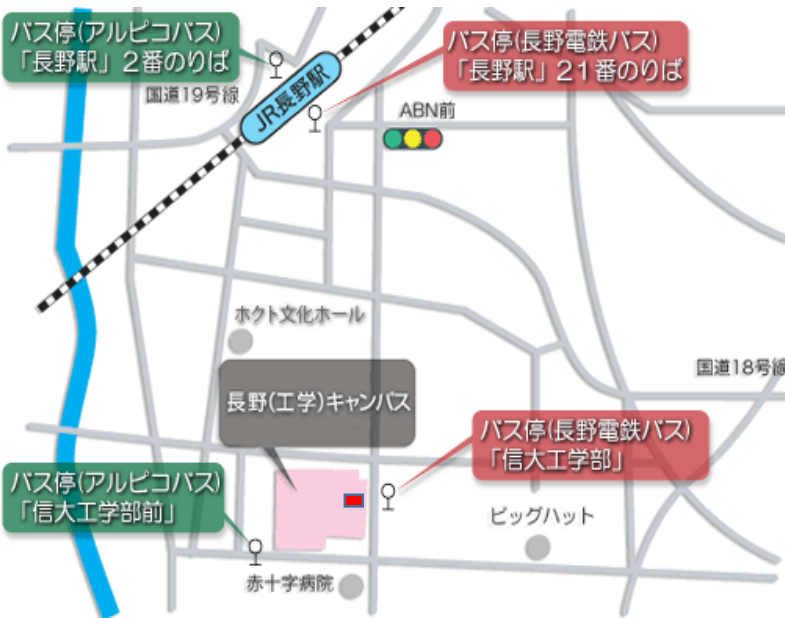 バス停(アルピコバス)
「長野駅」２番のりば
バス停(長野電鉄バス)
「長野駅」２１番のりば
国道19号線
JR長野駅
ABN前
ホクト文化ホール
国道18号線
長野(工学)キャンパス
バス停(長野電鉄バス)
「信大工学部」
バス停(アルピコバス)
「信大工学部前」
ビッグハット
赤十字病院